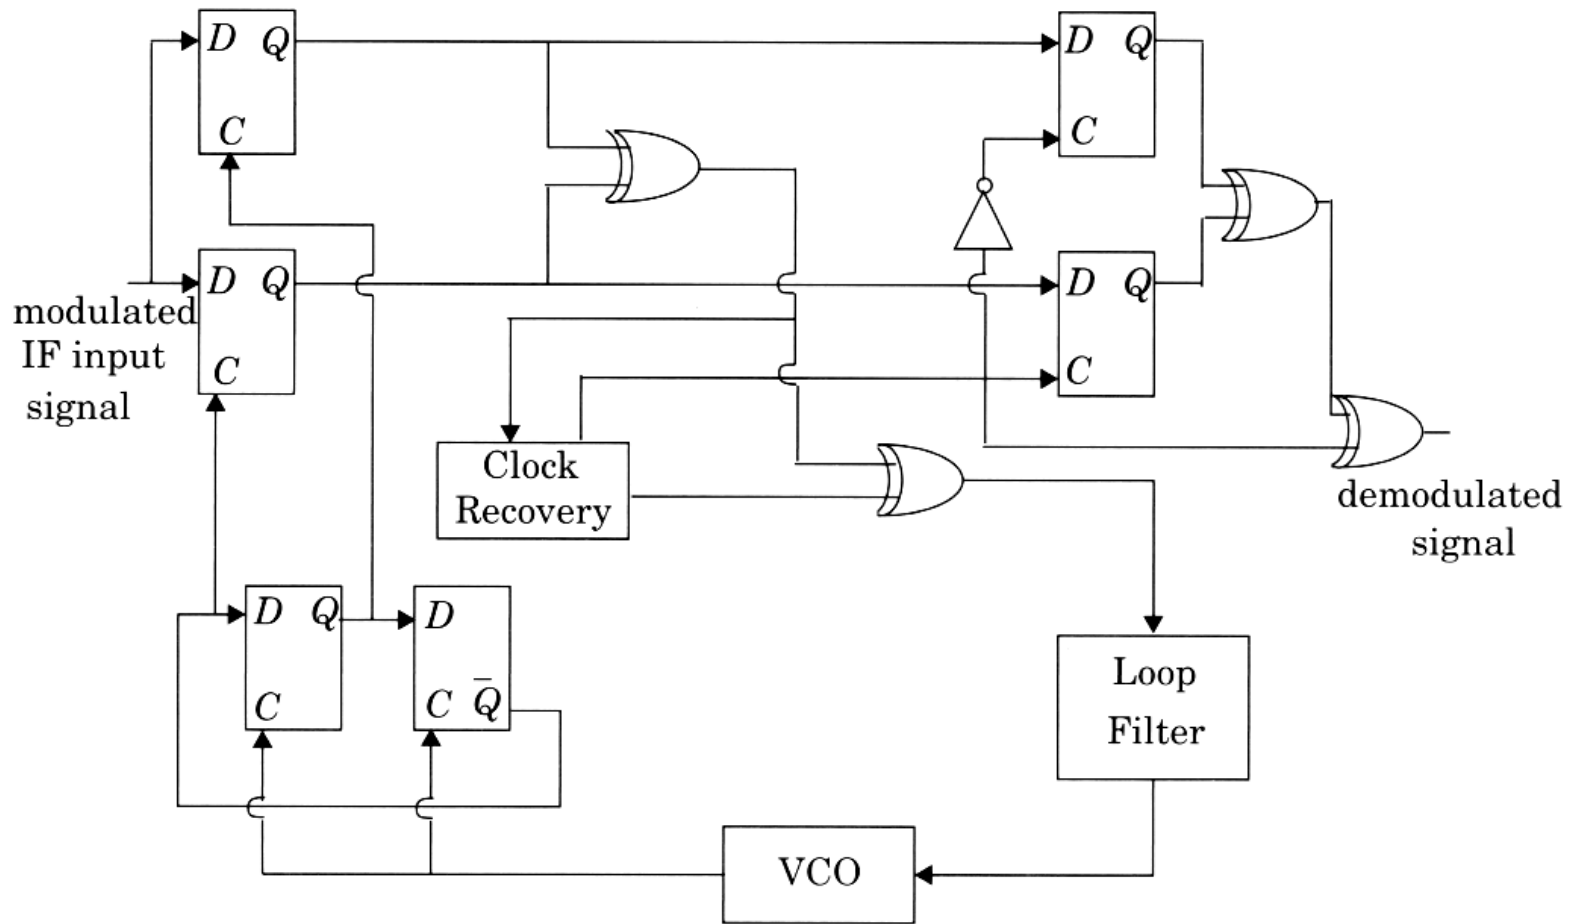 D Q
C
D Q
C
modulated
IF input
signal
D Q
C
D Q
C
Clock
Recovery
demodulated
signal
D Q
C
D
C Q̅
Loop
Filter
VCO